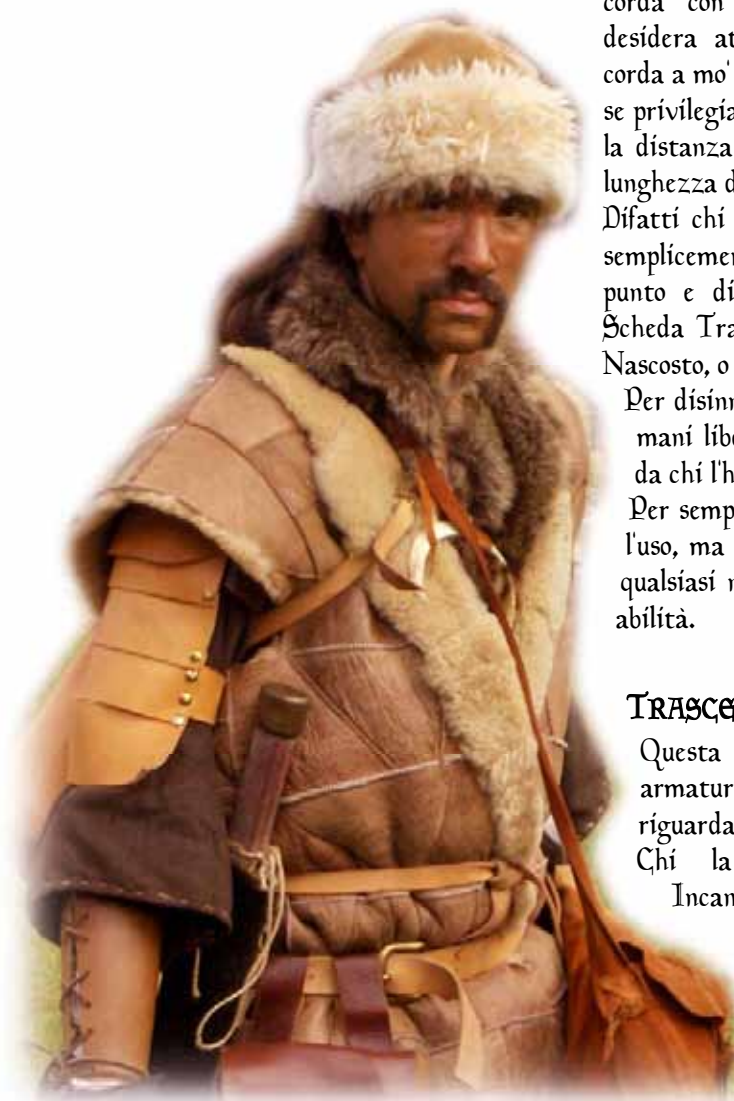 corda con
desidera at
corda a mo'
se privilegia
la distanza
lunghezza d
Difatti chi
semplicemen
punto e di
Scheda Tra
Nascosto, o
Per disinn
mani libe
da chi l'h
Per semp
l'uso, ma
qualsiasi n
abilità.
TRASCE
Questa
armatur
riguarda
Chi la
Incan